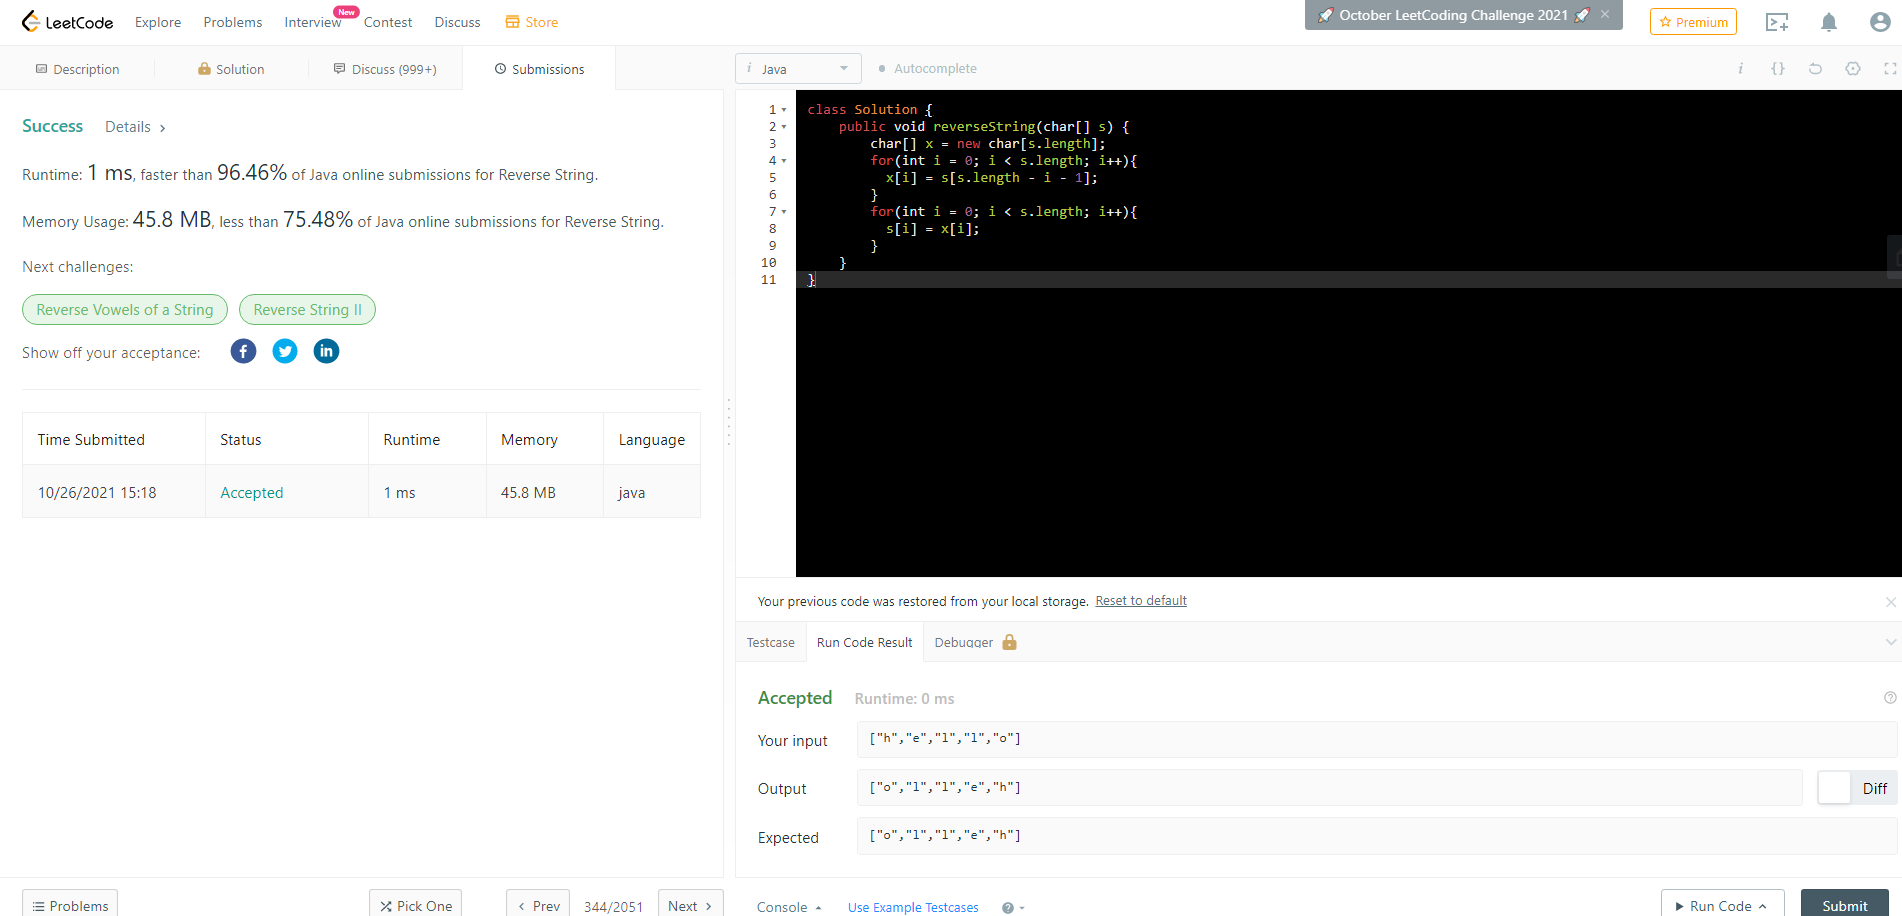 LeetCode Explore Problems Interview New Contest Discuss Store October LeetCoding Challenge 2021 × Premium
Description Solution Discuss (999+) Submissions
Success Details >
Runtime: 1 ms, faster than 96.46% of Java online submissions for Reverse String.
Memory Usage: 45.8 MB, less than 75.48% of Java online submissions for Reverse String.
Next challenges:
Reverse Vowels of a String Reverse String II
Show off your acceptance:
Time Submitted Status Runtime Memory Language
10/26/2021 15:18 Accepted 1 ms 45.8 MB java
Problems Pick One < Prev 344/2051 Next >
i Java Autocomplete i {}
1 class Solution {
2 public void reverseString(char[] s) {
3 char[] x = new char[s.length];
4 for(int i = 0; i < s.length; i++){
5 x[i] = s[s.length - i - 1];
6 }
7 for(int i = 0; i < s.length; i++){
8 s[i] = x[i];
9 }
10 }
11 }
Your previous code was restored from your local storage. Reset to default
Testcase Run Code Result Debugger
Accepted Runtime: 0 ms
Your input ["h","e","l","l","o"]
Output ["o","l","l","e","h"] Diff
Expected ["o","l","l","e","h"]
Console Use Example Testcases Run Code Submit